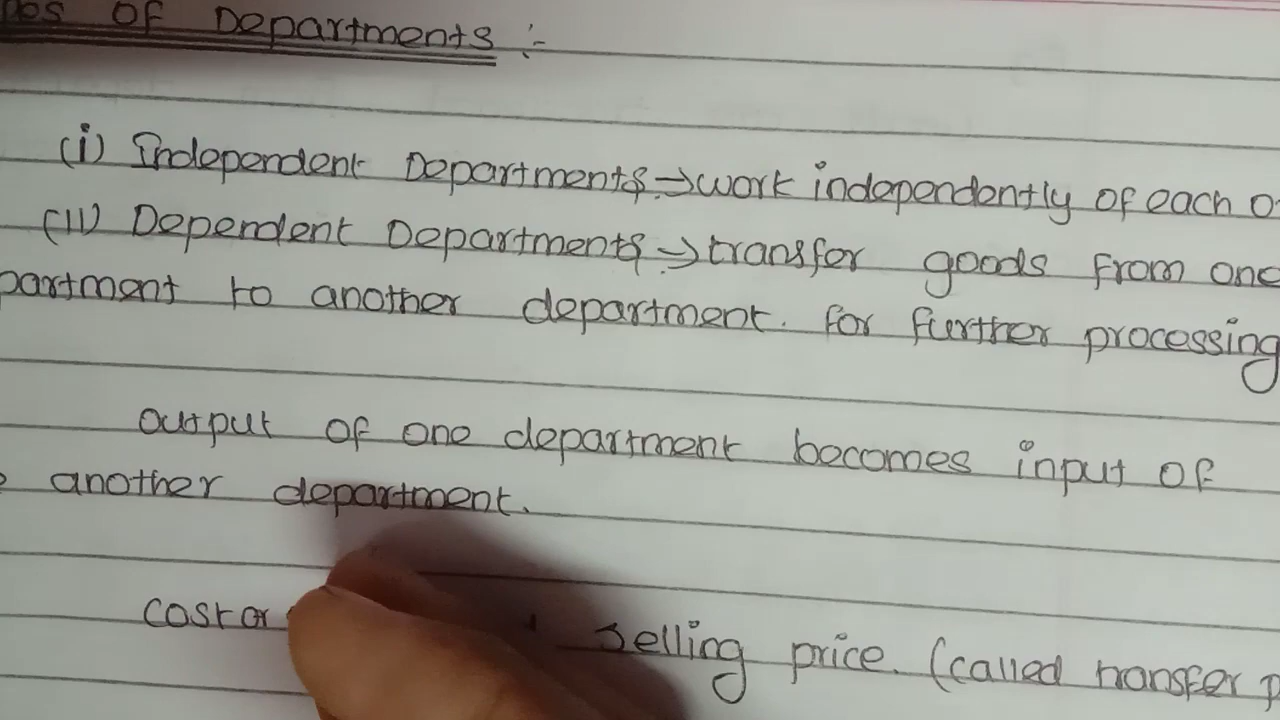 OF Departments :-
(i) Independent Departments → work independently of each
(ii) Dependent Departments → transfer goods from one
partment to another department. for further processing
output of one department becomes input of
another department.
cost or selling price. (called transfer